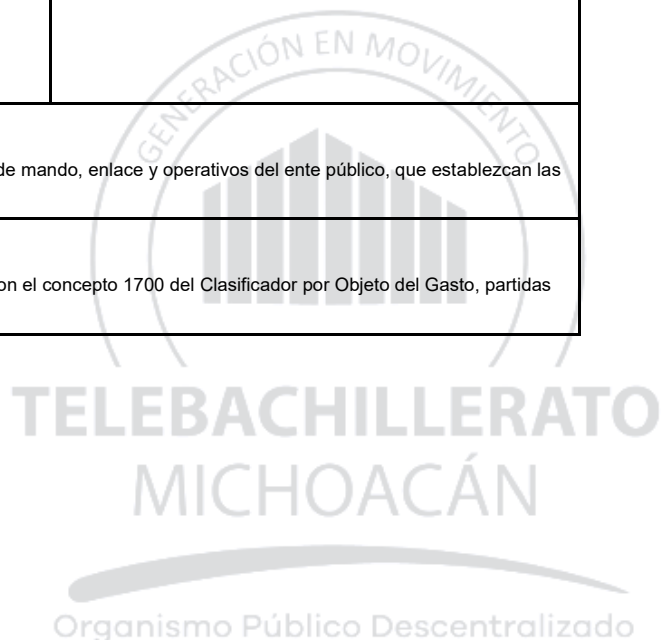 GENERACIÓN EN MOVIMIENTO
de mando, enlace y operativos del ente público, que establezcan las
on el concepto 1700 del Clasificador por Objeto del Gasto, partidas
TELEBACHILLERATO
MICHOACÁN
Organismo Público Descentralizado